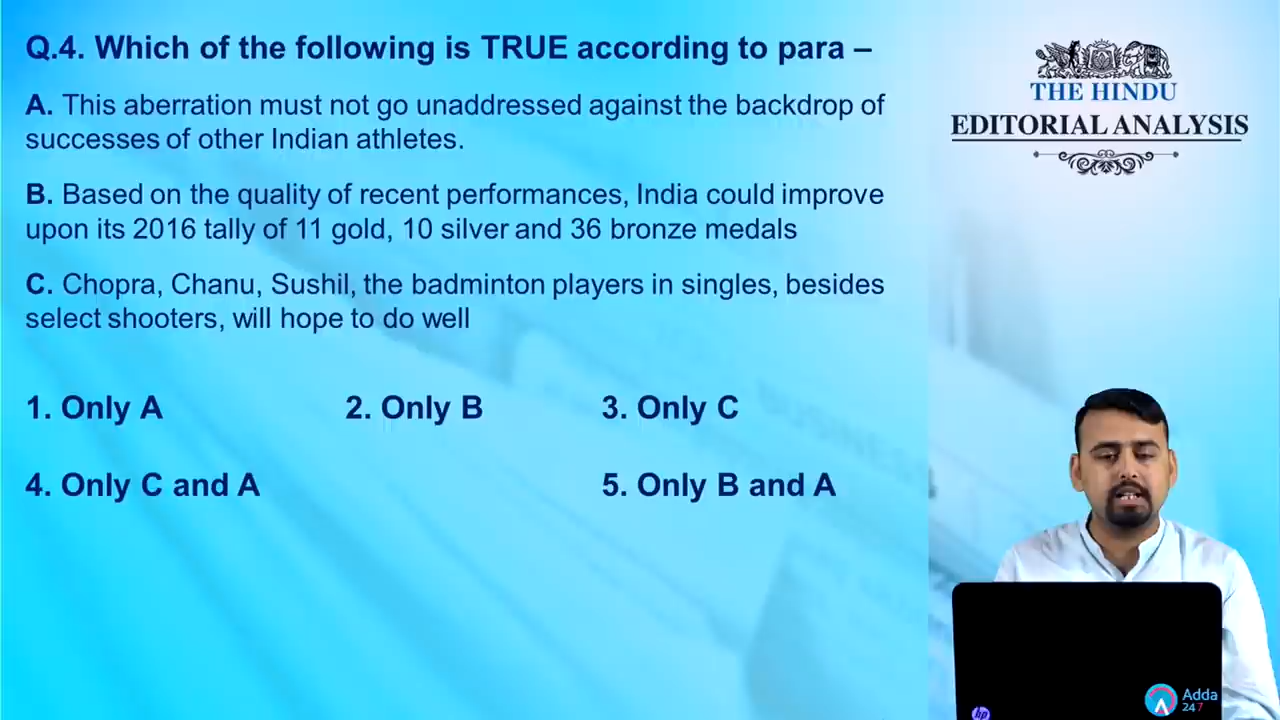 Q.4. Which of the following is TRUE according to para –
A. This aberration must not go unaddressed against the backdrop of
successes of other Indian athletes.
B. Based on the quality of recent performances, India could improve
upon its 2016 tally of 11 gold, 10 silver and 36 bronze medals
C. Chopra, Chanu, Sushil, the badminton players in singles, besides
select shooters, will hope to do well
1. Only A 2. Only B 3. Only C
4. Only C and A 5. Only B and A
THE HINDU
EDITORIAL ANALYSIS
hp
Adda
247